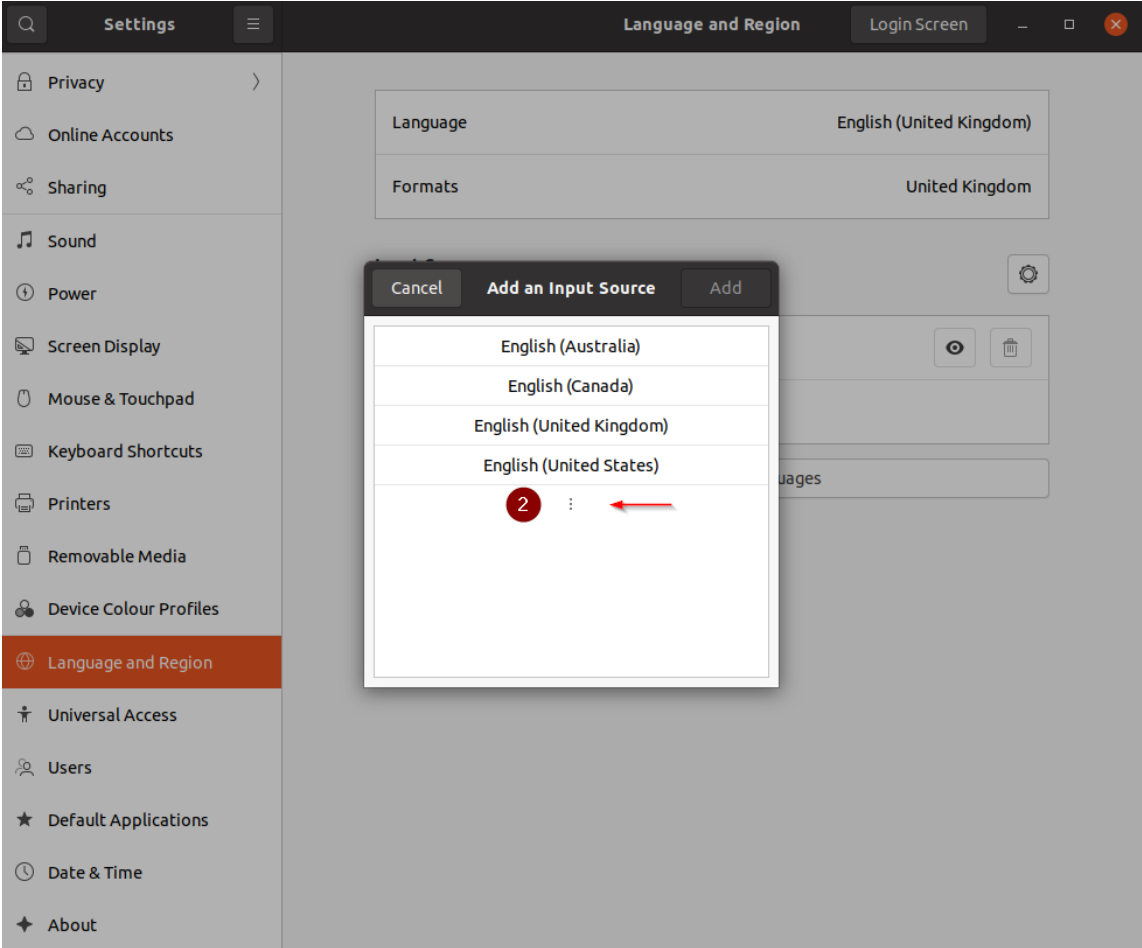 Settings
Language and Region
Login Screen
Privacy
Online Accounts
Sharing
Sound
Power
Screen Display
Mouse & Touchpad
Keyboard Shortcuts
Printers
Removable Media
Device Colour Profiles
Language and Region
Universal Access
Users
Default Applications
Date & Time
About
Language English (United Kingdom)
Formats United Kingdom
Cancel Add an Input Source Add
English (Australia)
English (Canada)
English (United Kingdom)
English (United States)
2